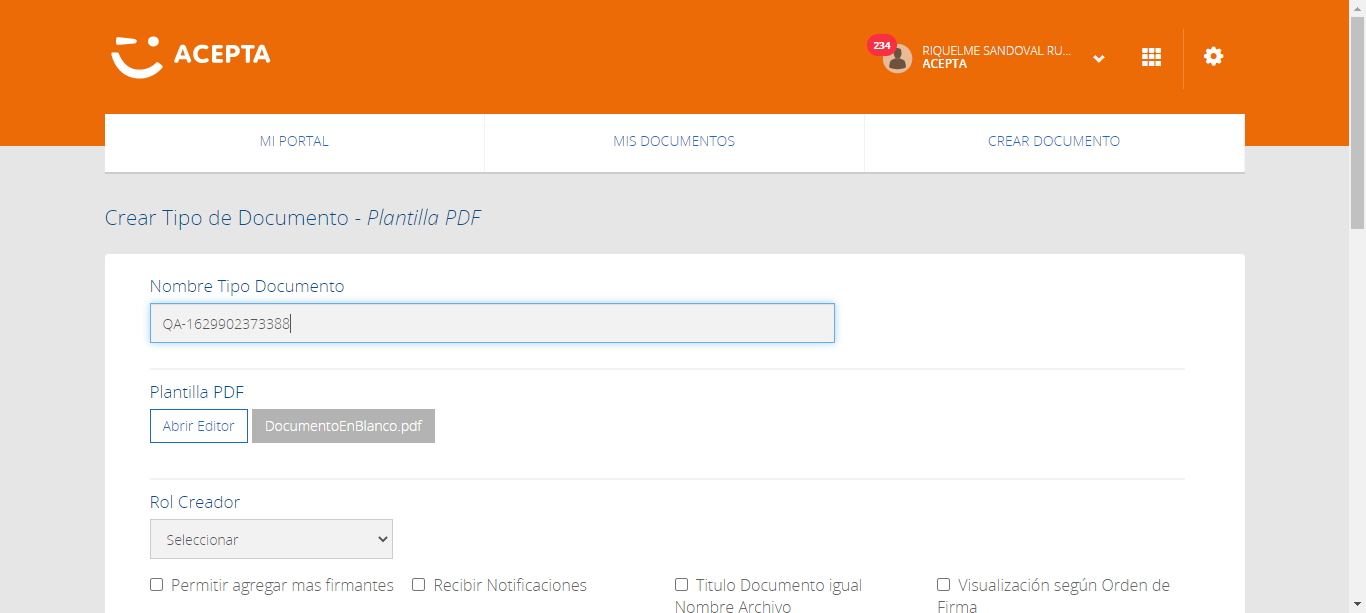 ACEPTA
234
RIQUELME SANDOVAL RU...
ACEPTA
MI PORTAL
MIS DOCUMENTOS
CREAR DOCUMENTO
Crear Tipo de Documento - Plantilla PDF
Nombre Tipo Documento
QA-1629902373388
Plantilla PDF
Abrir Editor
DocumentoEnBlanco.pdf
Rol Creador
Seleccionar
Permitir agregar mas firmantes
Recibir Notificaciones
Titulo Documento igual
Nombre Archivo
Visualización según Orden de
Firma